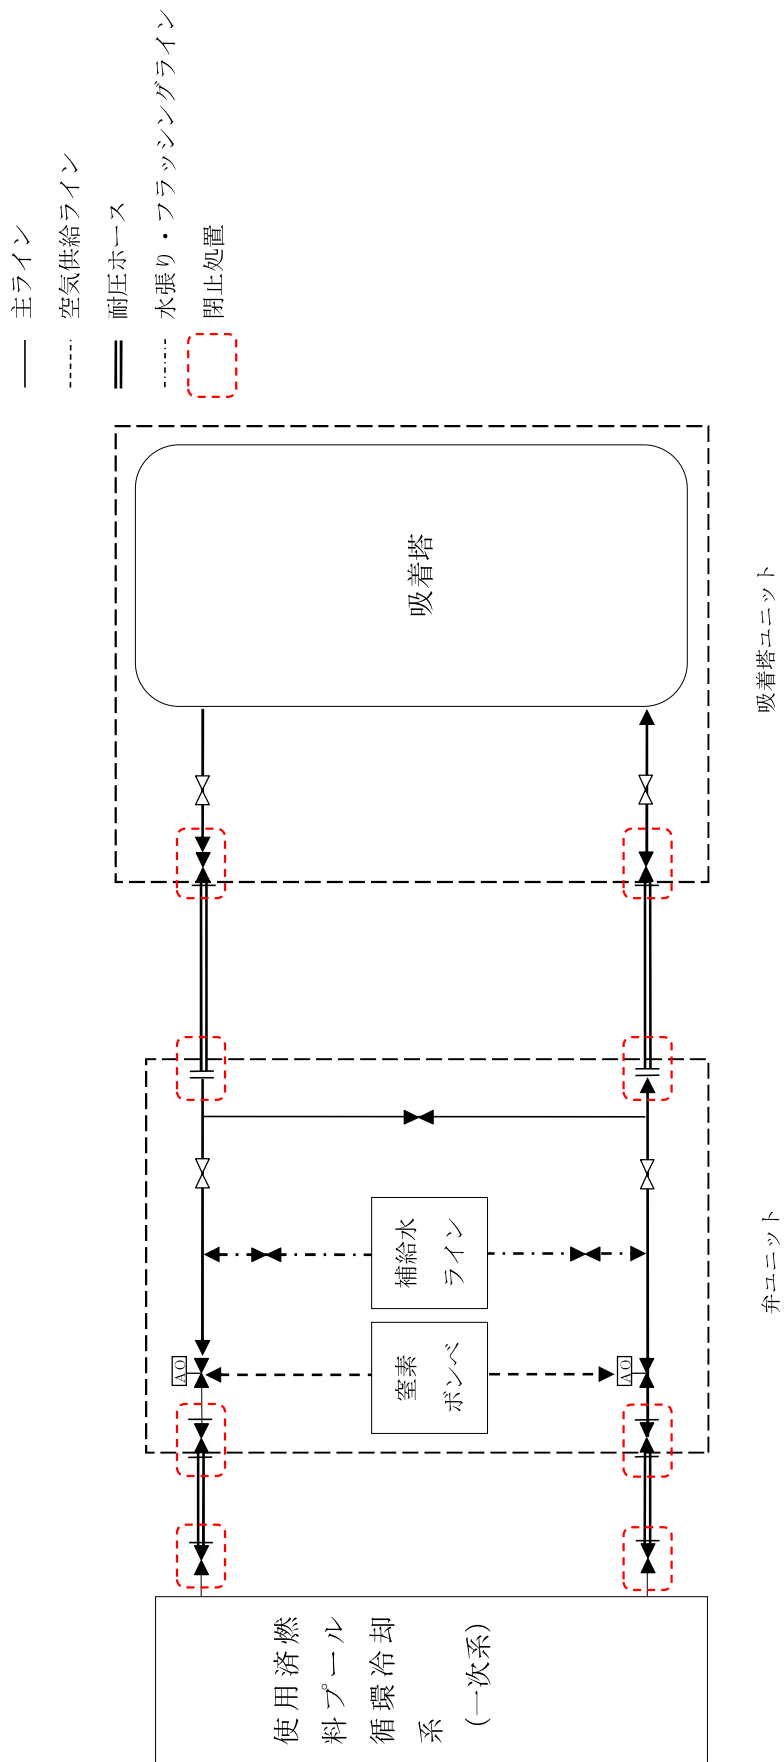 主ライン
空気供給ライン
耐圧ホース
水張り・フラッシングライン
閉止処置
使用済燃
料プール
循環冷却
系
(一次系)
AO
AO
窒素
ボンベ
補給水
ライン
弁ユニット
吸着塔
吸着塔ユニット